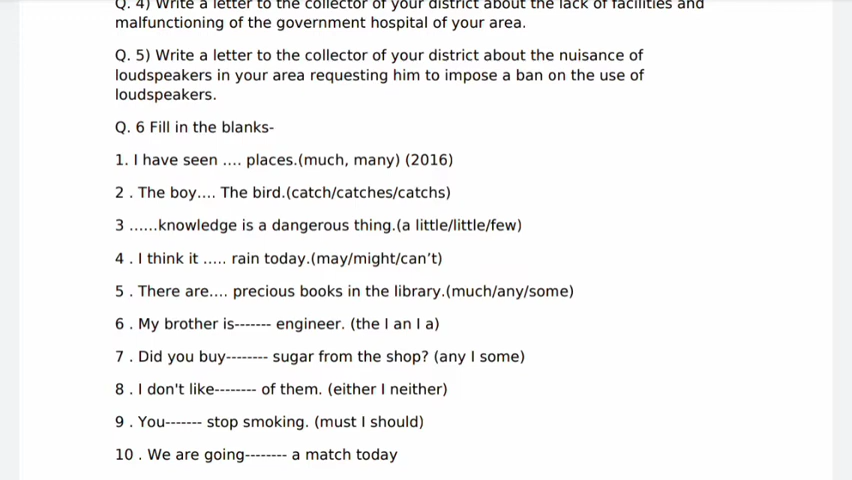 Q. 4) Write a letter to the collector of your district about the lack of facilities and
malfunctioning of the government hospital of your area.
Q. 5) Write a letter to the collector of your district about the nuisance of
loudspeakers in your area requesting him to impose a ban on the use of
loudspeakers.
Q. 6 Fill in the blanks-
1. I have seen .... places.(much, many) (2016)
2 . The boy.... The bird.(catch/catches/catchs)
3 ......knowledge is a dangerous thing.(a little/little/few)
4 . I think it ..... rain today.(may/might/can’t)
5 . There are.... precious books in the library.(much/any/some)
6 . My brother is------- engineer. (the I an I a)
7 . Did you buy-------- sugar from the shop? (any I some)
8 . I don't like-------- of them. (either I neither)
9 . You------- stop smoking. (must I should)
10 . We are going-------- a match today